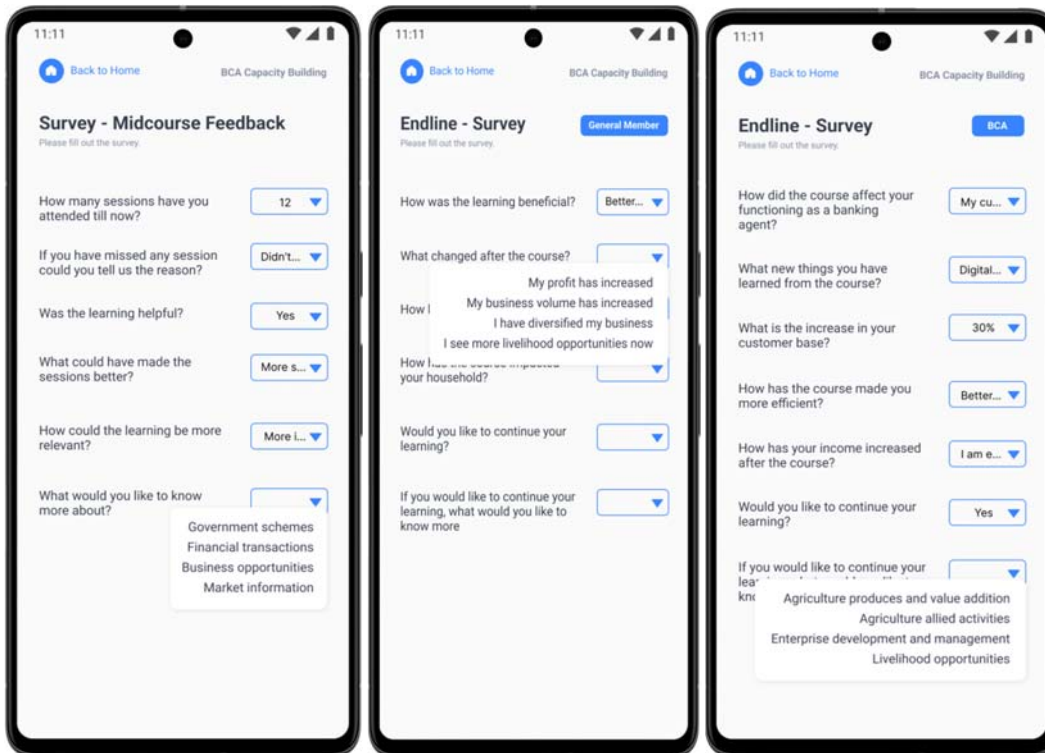 11:11
Back to Home
BCA Capacity Building
Survey - Midcourse Feedback
Please fill out the survey.
How many sessions have you
attended till now?
12
If you have missed any session
could you tell us the reason?
Didn't...
Was the learning helpful?
Yes
What could have made the
sessions better?
More s...
How could the learning be more
relevant?
More i...
What would you like to know
more about?
Government schemes
Financial transactions
Business opportunities
Market information
11:11
Back to Home
BCA Capacity Building
Endline - Survey
General Member
Please fill out the survey.
How was the learning beneficial?
Better...
What changed after the course?
My profit has increased
My business volume has increased
How
I have diversified my business
I see more livelihood opportunities now
How has the course impacted
your household?
Would you like to continue your
learning?
If you would like to continue your
learning, what would you like to
know more
11:11
Back to Home
BCA Capacity Building
Endline - Survey
BCA
Please fill out the survey.
How did the course affect your
functioning as a banking
agent?
My cu...
What new things you have
learned from the course?
Digital...
What is the increase in your
customer base?
30%
How has the course made you
more efficient?
Better...
How has your income increased
after the course?
I am e...
Would you like to continue your
learning?
Yes
If you would like to continue your
Agriculture produces and value addition
Agriculture allied activities
Enterprise development and management
Livelihood opportunities